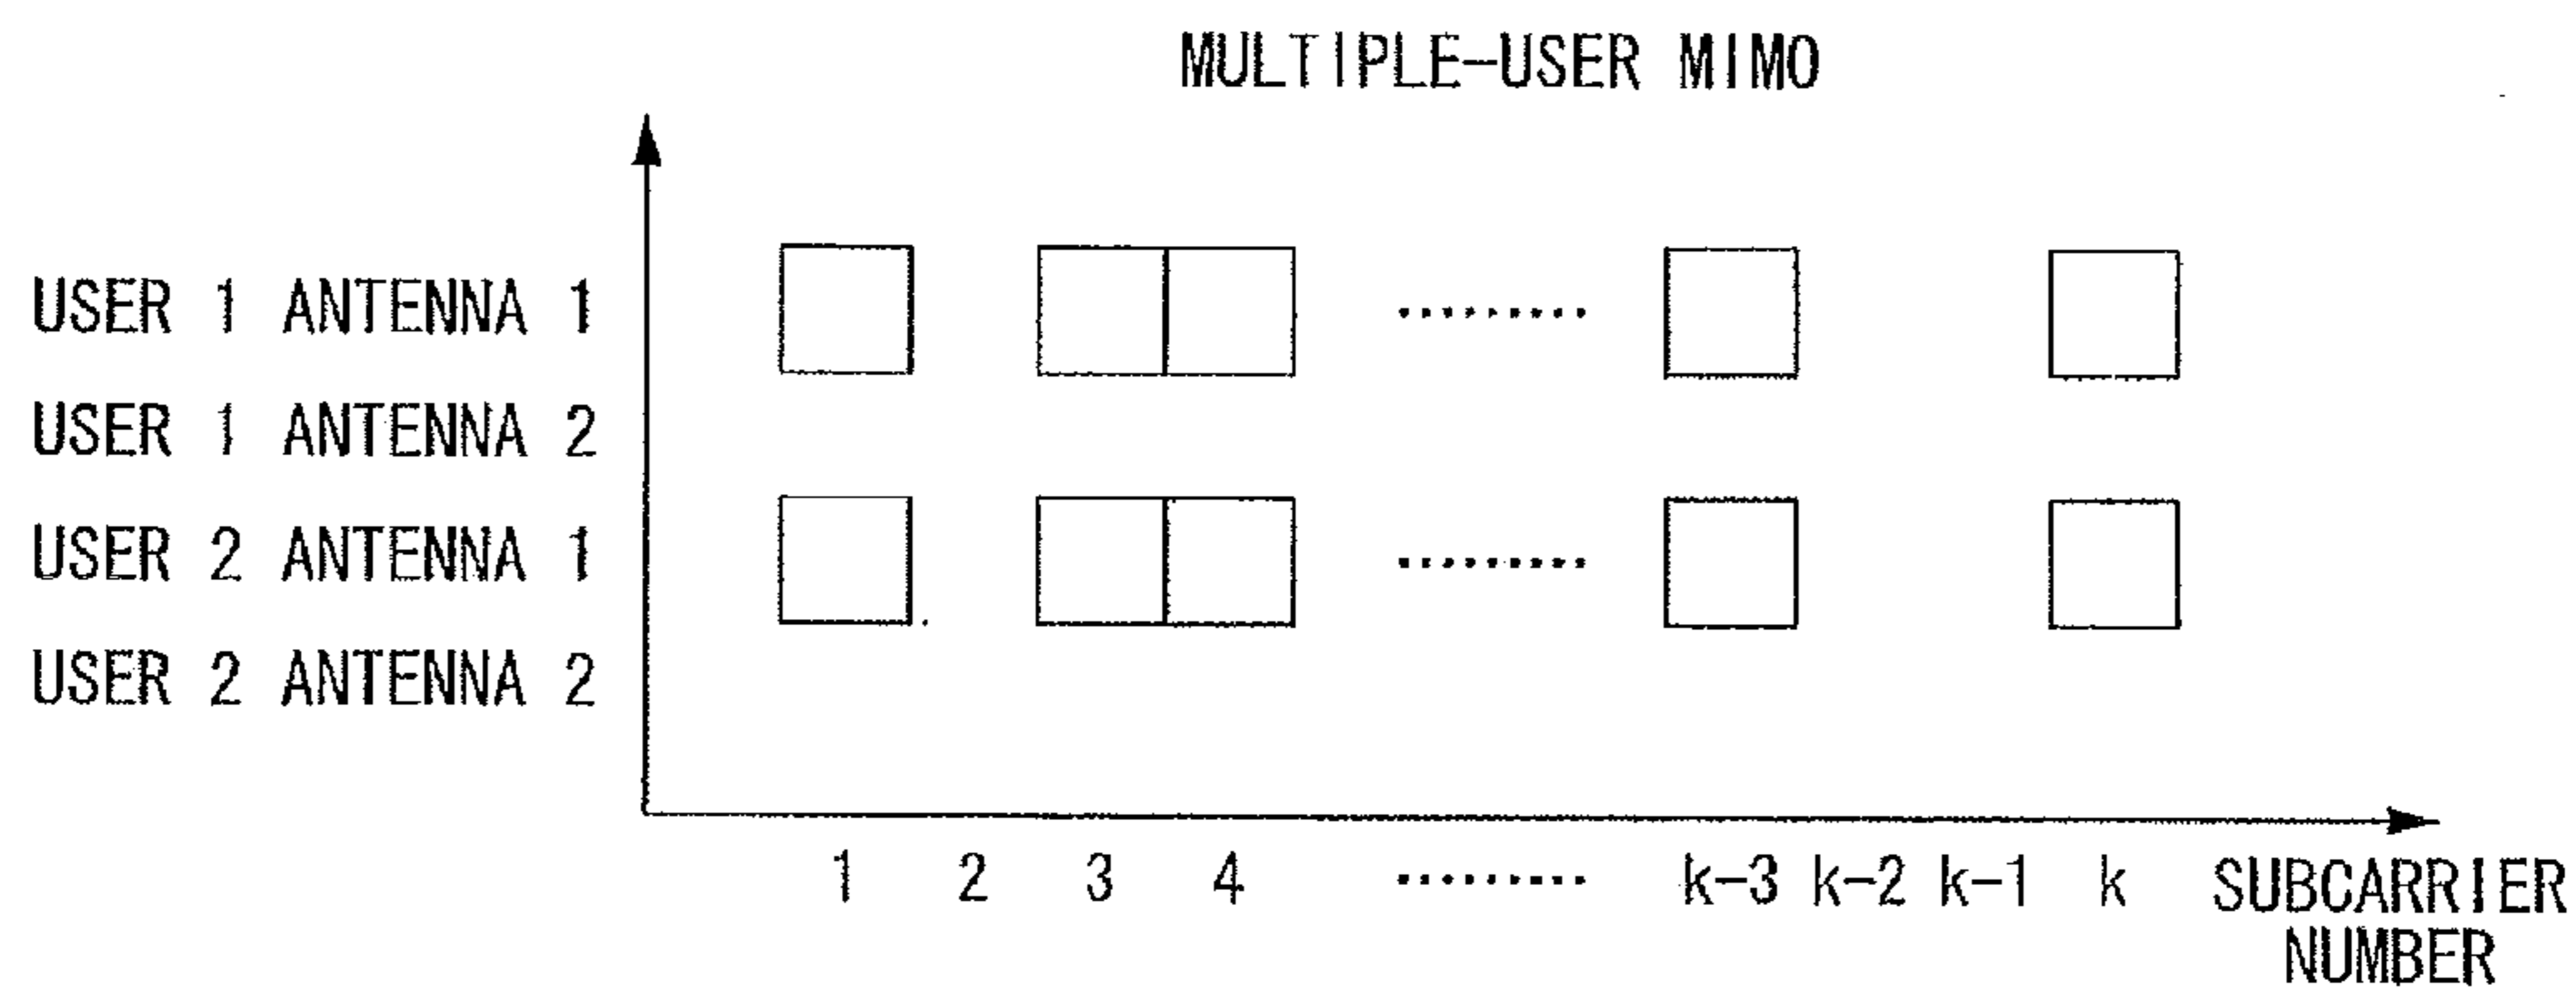 MULTIPLE-USER MIMO
USER 1 ANTENNA 1
USER 1 ANTENNA 2
USER 2 ANTENNA 1
USER 2 ANTENNA 2
1 2 3 4 ········· k-3 k-2 k-1 k SUBCARRIER
NUMBER